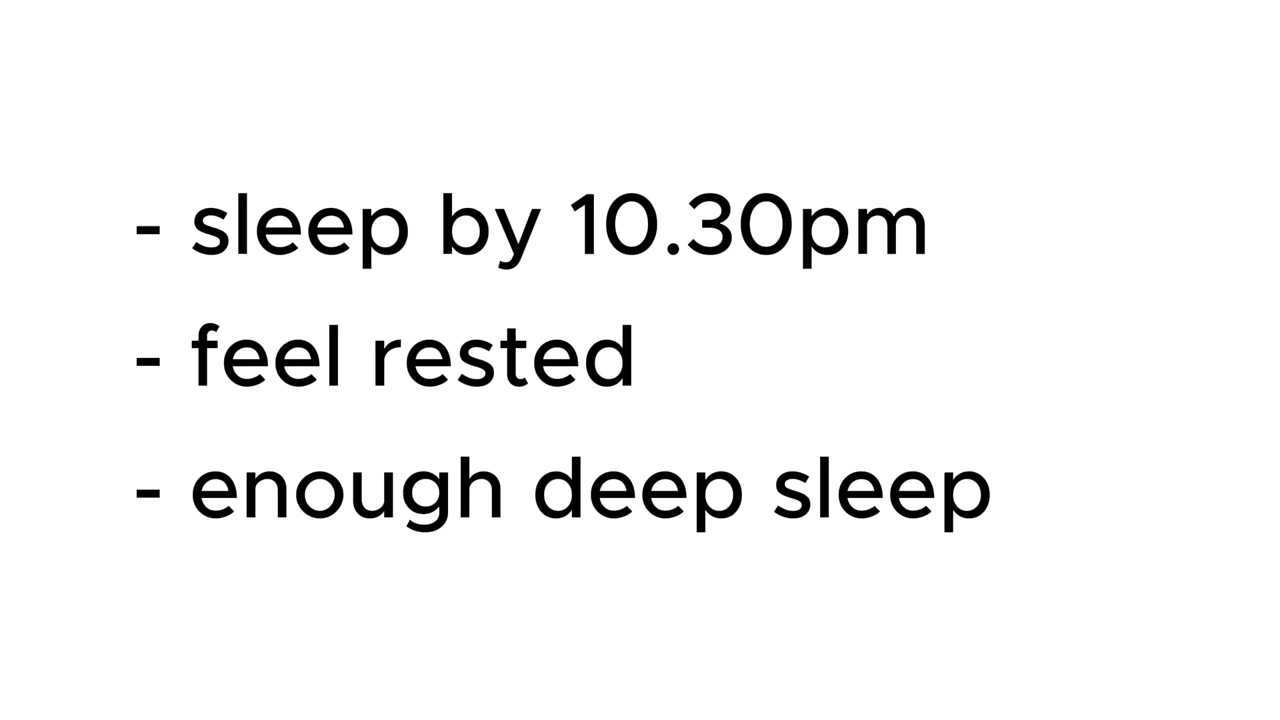 - sleep by 10.30pm
- feel rested
- enough deep sleep